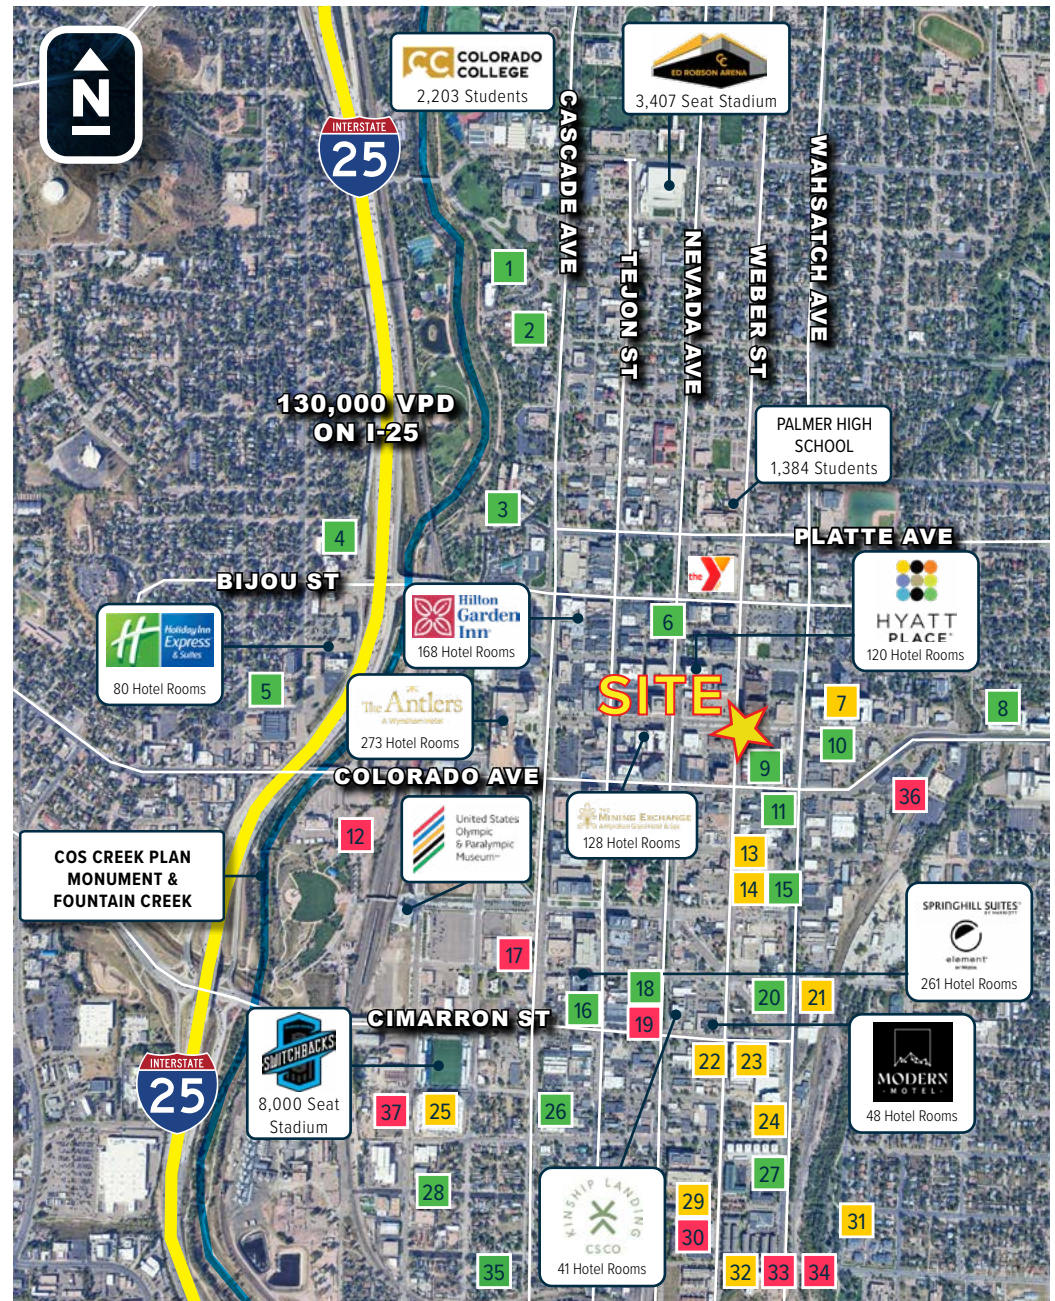 N
INTERSTATE
25
CC COLORADO
COLLEGE
2,203 Students
CC
ED ROBSON ARENA
3,407 Seat Stadium
CASCADE AVE
TEJON ST
NEVADA AVE
WEBER ST
WAHSATCH AVE
1
2
130,000 VPD
ON I-25
PALMER HIGH
SCHOOL
1,384 Students
3
4
PLATTE AVE
the Y
BIJOU ST
H Holiday Inn
Express
& Suites
80 Hotel Rooms
Hilton
Garden
Inn
168 Hotel Rooms
HYATT
PLACE
120 Hotel Rooms
6
5
The Antlers
A Wyndham Hotel
273 Hotel Rooms
SITE
7
8
10
9
COLORADO AVE
36
11
12
United States
Olympic
& Paralympic
Museum
THE
MINING EXCHANGE
128 Hotel Rooms
COS CREEK PLAN
MONUMENT &
FOUNTAIN CREEK
13
14
15
SPRINGHILL SUITES
BY MARRIOTT
element
BY WESTIN
261 Hotel Rooms
17
18
16
19
20
21
CIMARRON ST
SWITCHBACKS
8,000 Seat
Stadium
MODERN
MOTEL
48 Hotel Rooms
22
23
INTERSTATE
25
37
25
26
24
27
28
KINSHIP LANDING
CSCO
41 Hotel Rooms
29
30
31
35
32
33
34